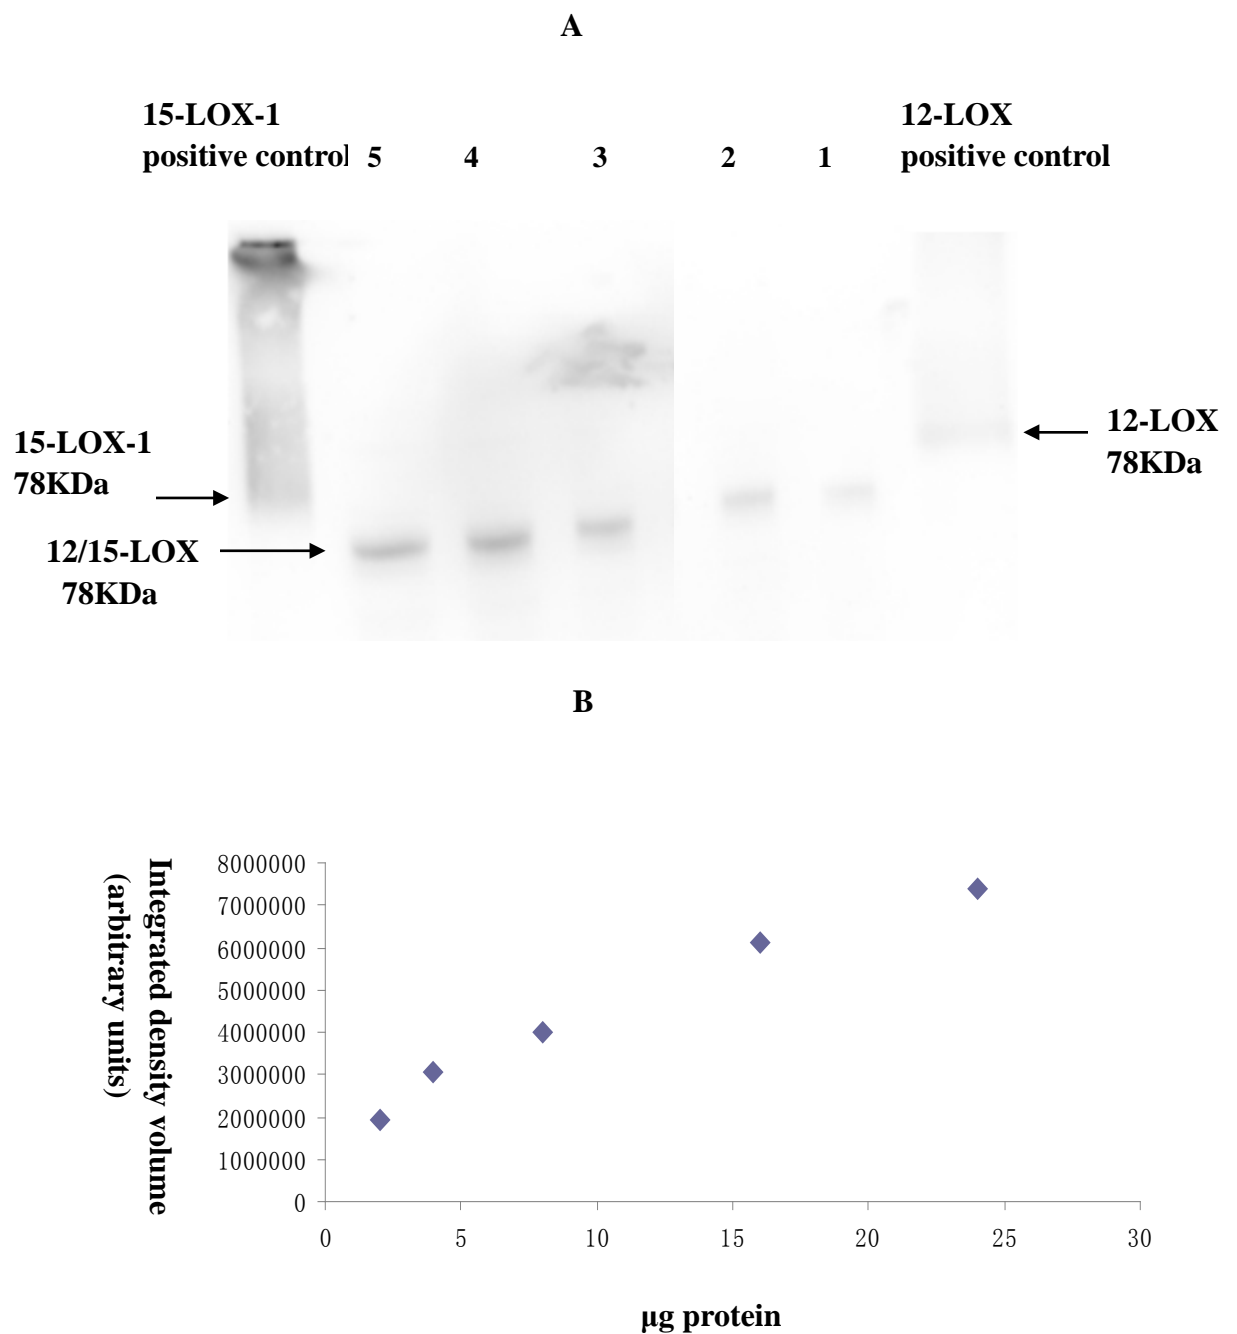 A
15-LOX-1
positive control 5 4 3 2 1
12-LOX
positive control
15-LOX-1
78KDa
12/15-LOX
78KDa
12-LOX
78KDa
B
Integrated density volume
(arbitrary units)
8000000
7000000
6000000
5000000
4000000
3000000
2000000
1000000
0
0 5 10 15 20 25 30
µg protein